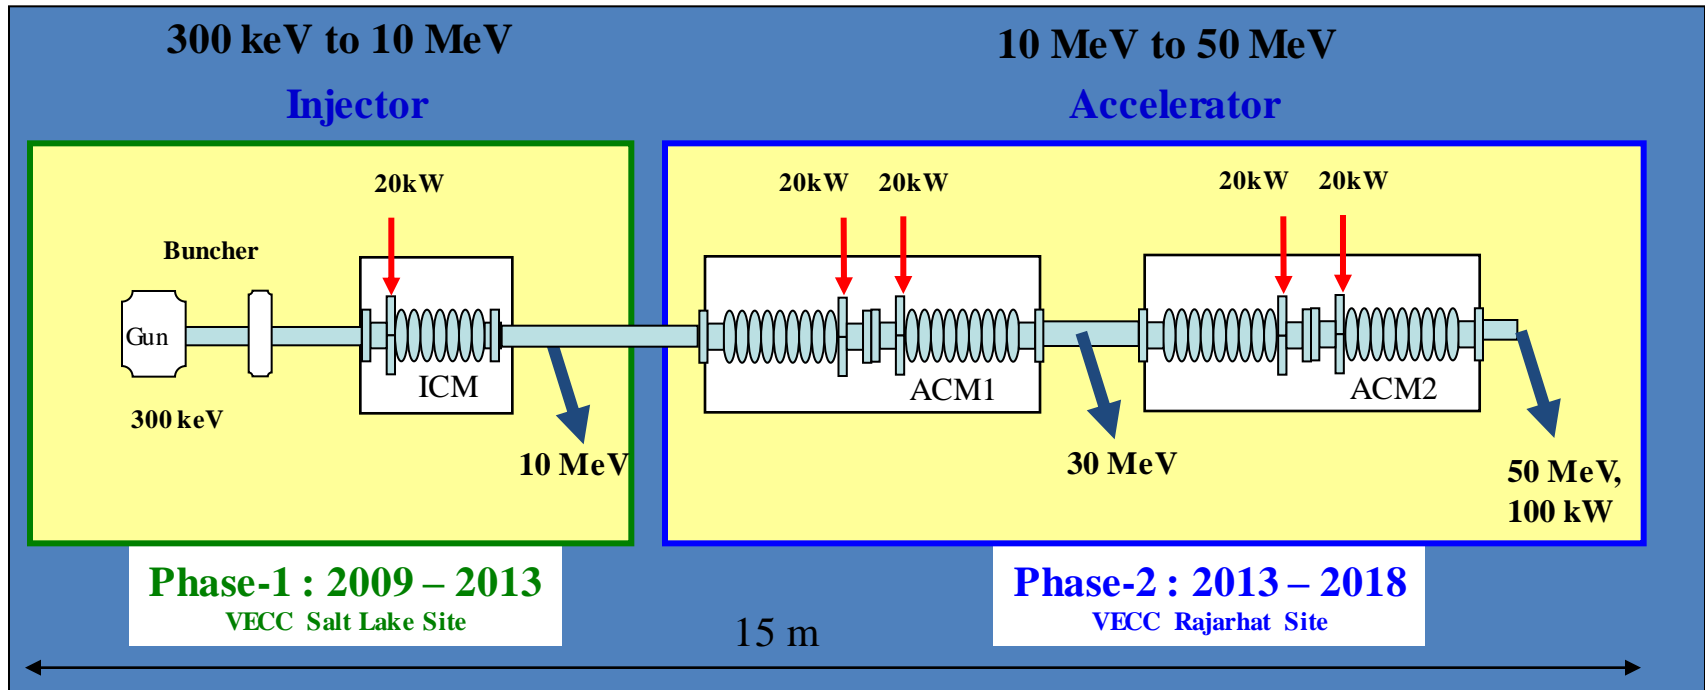 300 keV to 10 MeV
Injector
10 MeV to 50 MeV
Accelerator
20kW
Buncher
Gun
300 keV
ICM
10 MeV
20kW 20kW
ACM1
30 MeV
20kW 20kW
ACM2
50 MeV,
100 kW
Phase-1 : 2009 – 2013
VECC Salt Lake Site
Phase-2 : 2013 – 2018
VECC Rajarhat Site
15 m